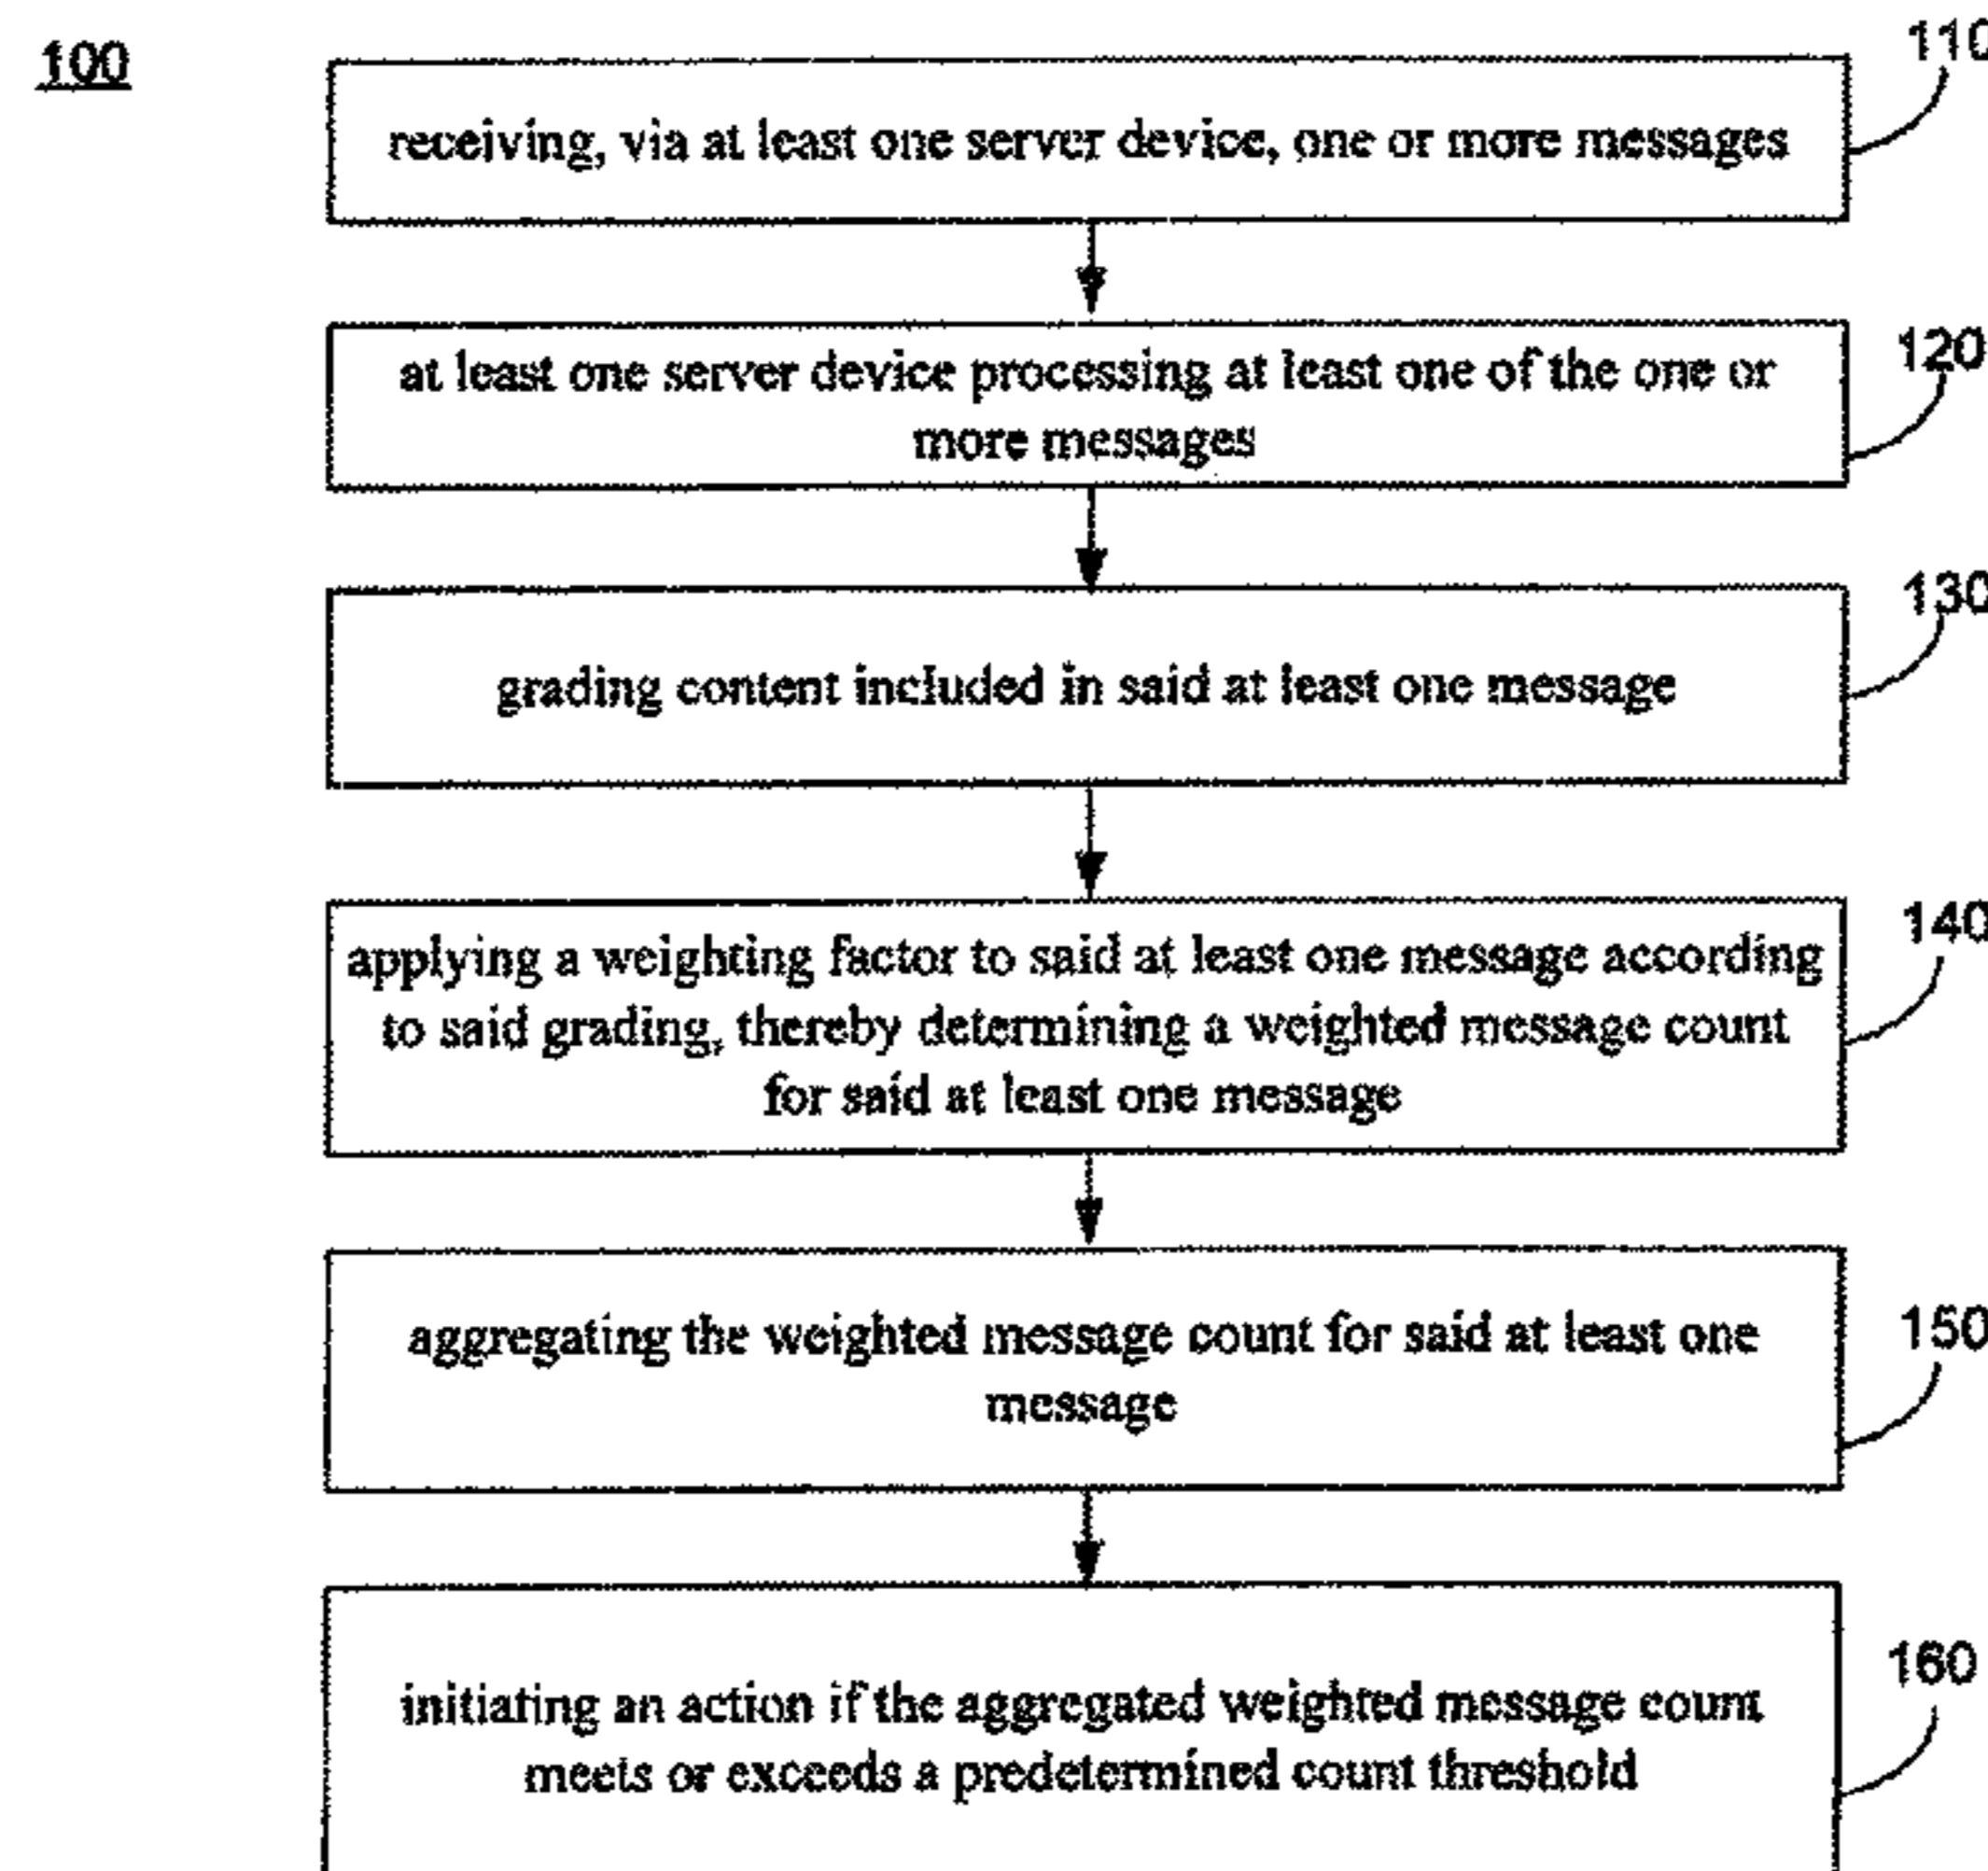 100
110
receiving, via at least one server device, one or more messages
120
at least one server device processing at least one of the one or
more messages
130
grading content included in said at least one message
140
applying a weighting factor to said at least one message according
to said grading, thereby determining a weighted message count
for said at least one message
150
aggregating the weighted message count for said at least one
message
160
initiating an action if the aggregated weighted message count
meets or exceeds a predetermined count threshold